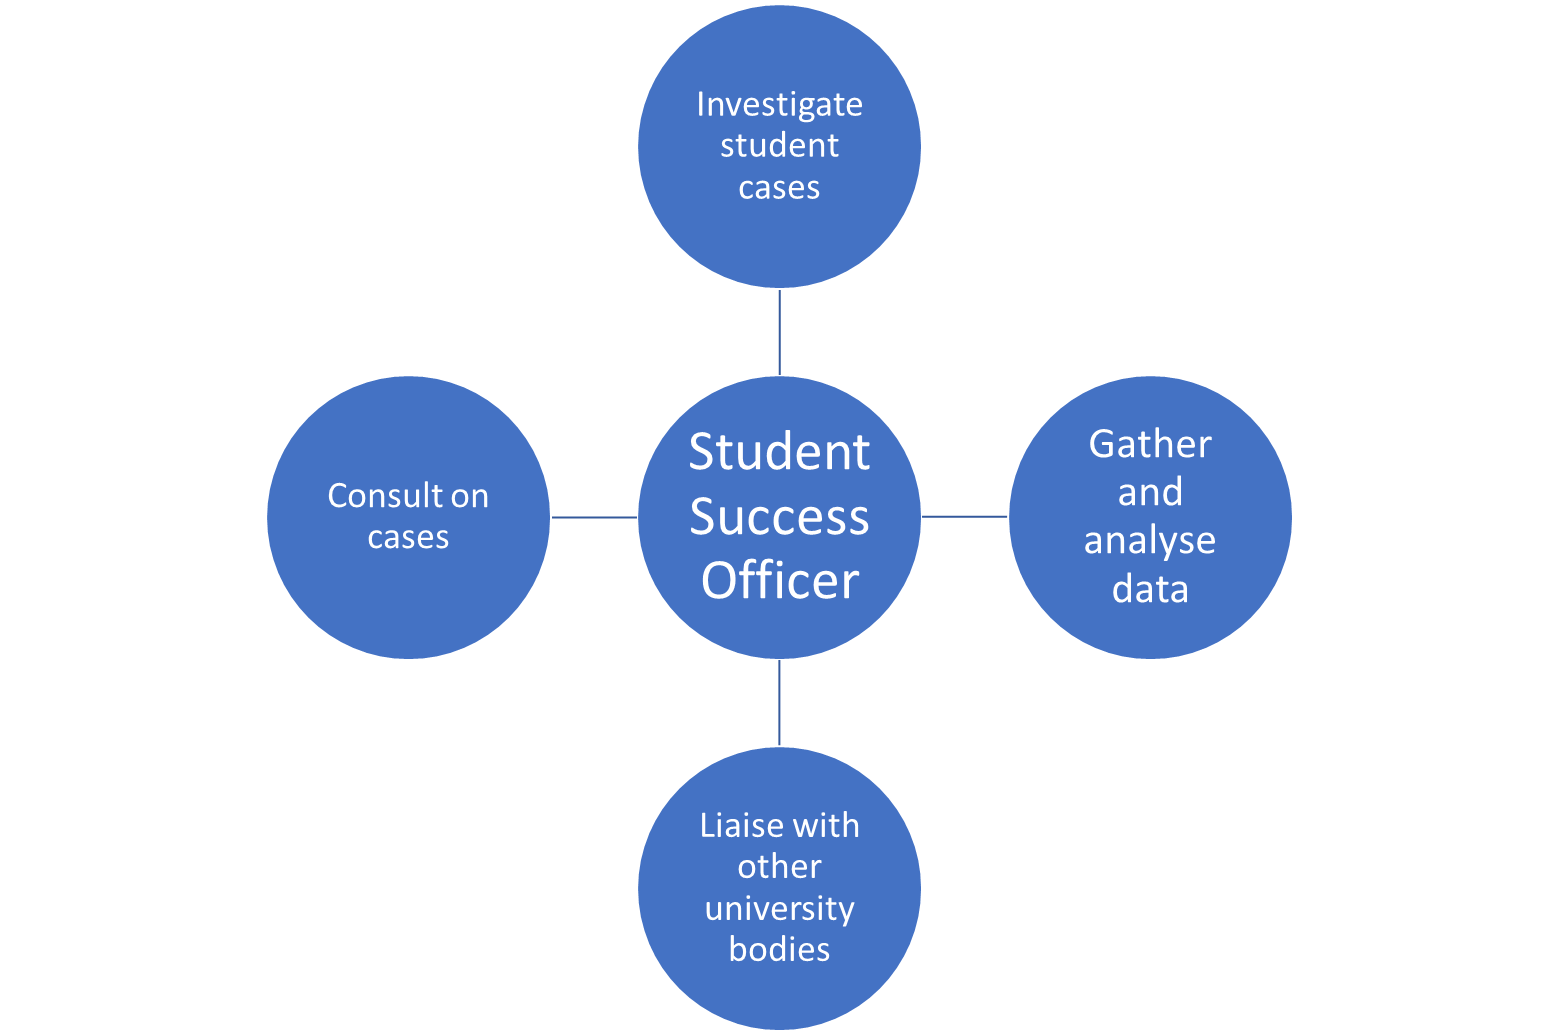 Investigate
student
cases
Consult on
cases
Student
Success
Officer
Gather
and
analyse
data
Liaise with
other
university
bodies